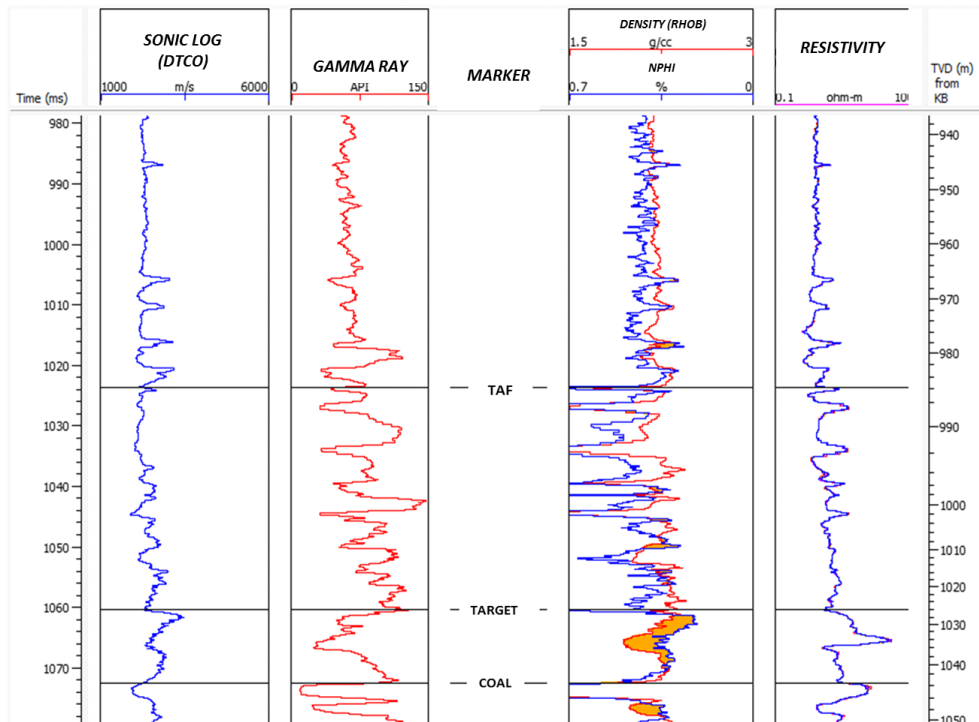 SONIC LOG
(DTCO)
1000 m/s 6000
GAMMA RAY
0 API 150
MARKER
DENSITY (RHOB)
1.5 g/cc 3
NPHI
0.7 % 0
RESISTIVITY
0.1 ohm-m
TVD (m)
from
KB
Time (ms)
980
990
1000
1010
1020
1030
1040
1050
1060
1070
TAF
TARGET
COAL
940
950
960
970
980
990
1000
1010
1020
1030
1040
1050